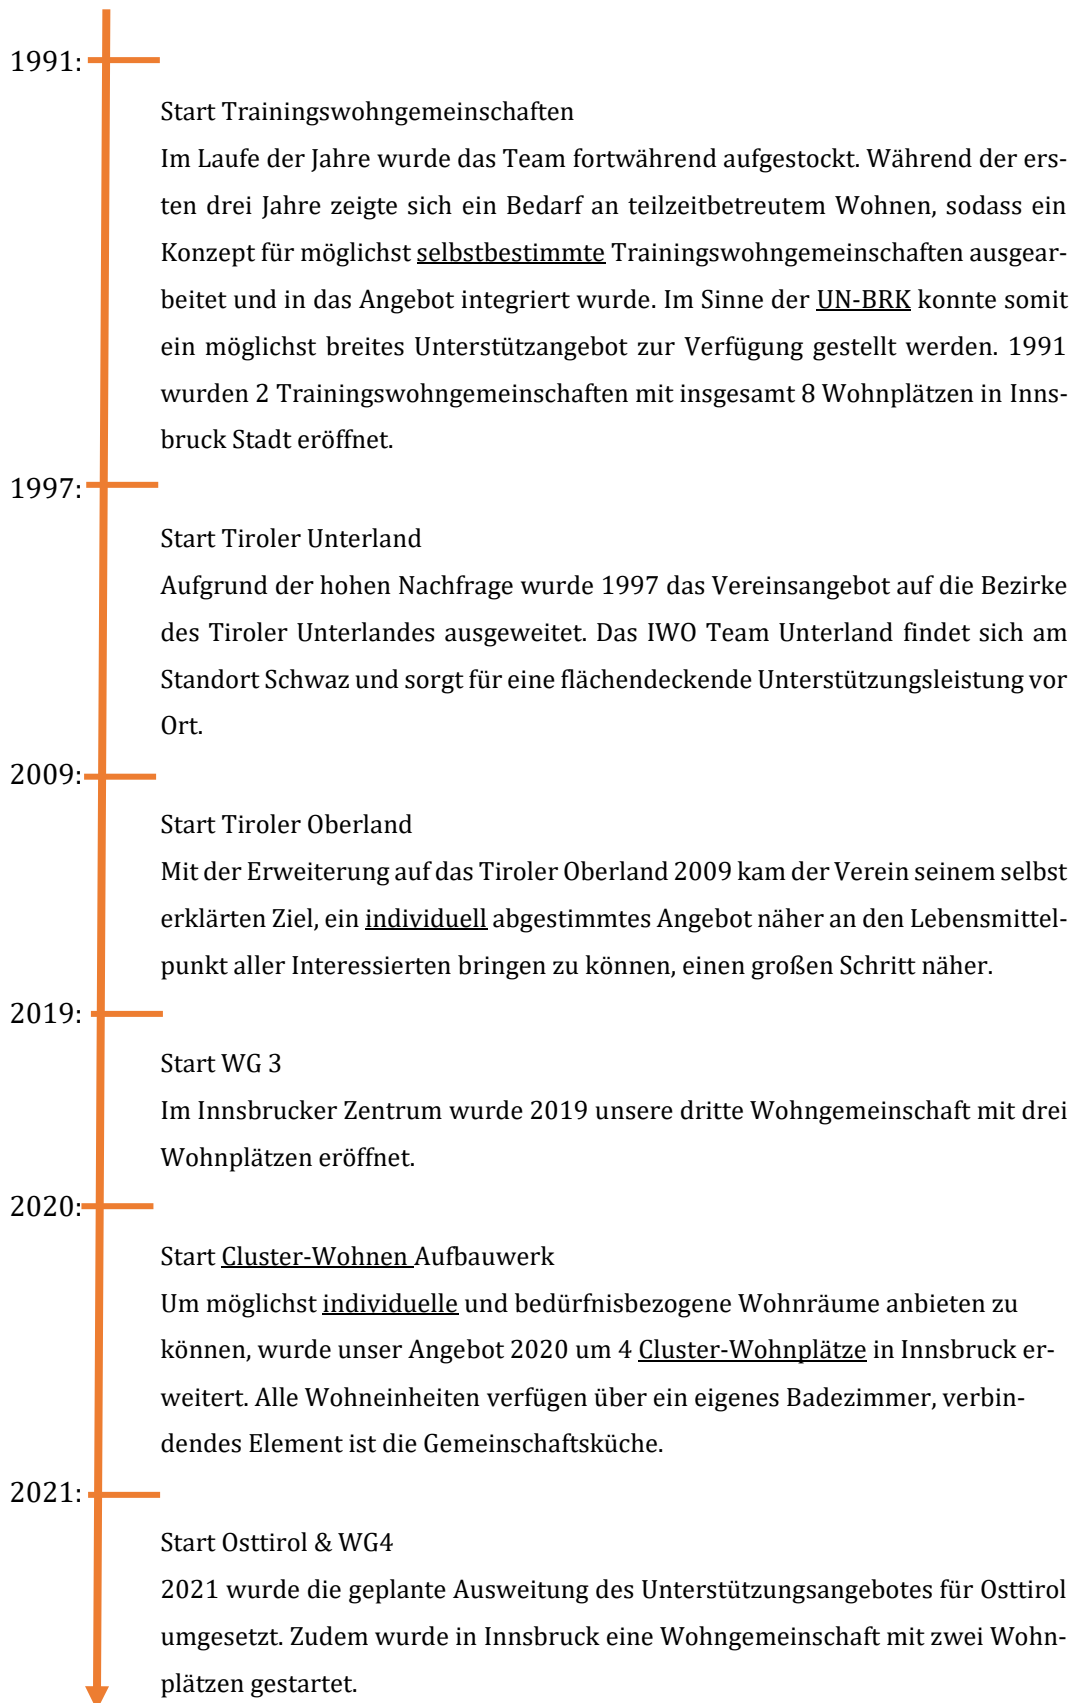 1991:
Start Trainingswohngemeinschaften
Im Laufe der Jahre wurde das Team fortwährend aufgestockt. Während der ers-
ten drei Jahre zeigte sich ein Bedarf an teilzeitbetreutem Wohnen, sodass ein
Konzept für möglichst selbstbestimmte Trainingswohngemeinschaften ausgear-
beitet und in das Angebot integriert wurde. Im Sinne der UN-BRK konnte somit
ein möglichst breites Unterstützangebot zur Verfügung gestellt werden. 1991
wurden 2 Trainingswohngemeinschaften mit insgesamt 8 Wohnplätzen in Inns-
bruck Stadt eröffnet.
1997:
Start Tiroler Unterland
Aufgrund der hohen Nachfrage wurde 1997 das Vereinsangebot auf die Bezirke
des Tiroler Unterlandes ausgeweitet. Das IWO Team Unterland findet sich am
Standort Schwaz und sorgt für eine flächendeckende Unterstützungsleistung vor
Ort.
2009:
Start Tiroler Oberland
Mit der Erweiterung auf das Tiroler Oberland 2009 kam der Verein seinem selbst
erklärten Ziel, ein individuell abgestimmtes Angebot näher an den Lebensmittel-
punkt aller Interessierten bringen zu können, einen großen Schritt näher.
2019:
Start WG 3
Im Innsbrucker Zentrum wurde 2019 unsere dritte Wohngemeinschaft mit drei
Wohnplätzen eröffnet.
2020:
Start Cluster-Wohnen Aufbauwerk
Um möglichst individuelle und bedürfnisbezogene Wohnräume anbieten zu
können, wurde unser Angebot 2020 um 4 Cluster-Wohnplätze in Innsbruck er-
weitert. Alle Wohneinheiten verfügen über ein eigenes Badezimmer, verbin-
dendes Element ist die Gemeinschaftsküche.
2021:
Start Osttirol & WG4
2021 wurde die geplante Ausweitung des Unterstützungsangebotes für Osttirol
umgesetzt. Zudem wurde in Innsbruck eine Wohngemeinschaft mit zwei Wohn-
plätzen gestartet.